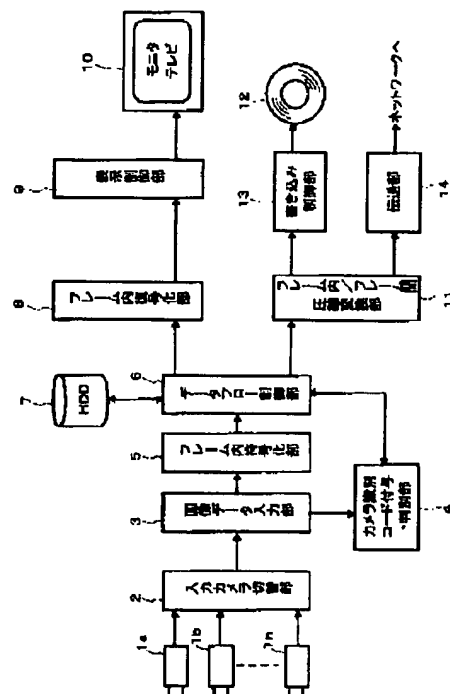 1a
1b
1n
2
入力カメラ切替部
3
画像データ入力部
4
カメラ識別
コード付与
・判別部
5
フレーム内符号化部
6
データフロー制御部
7
HDD
8
フレーム内復号化部
9
表示制御部
10
モニタ
テレビ
11
フレーム内／フレーム間
圧縮変換部
12
13
書き込み
制御部
14
伝送部
ネットワークへ